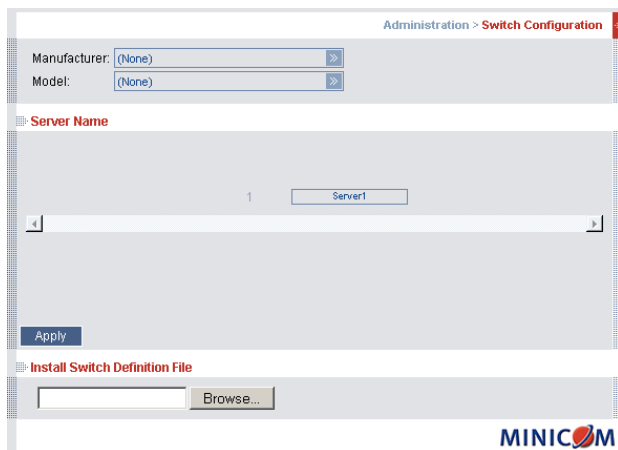 Administration > Switch Configuration
Manufacturer: (None)
Model: (None)
Server Name
1 Server1
Apply
Install Switch Definition File
Browse...
MINICOM